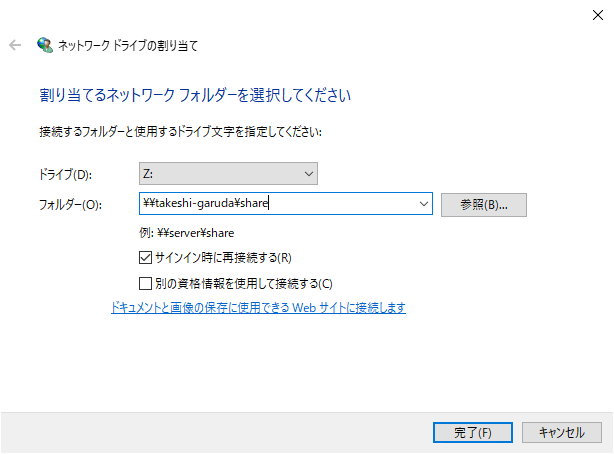 ネットワーク ドライブの割り当て
割り当てるネットワーク フォルダーを選択してください
接続するフォルダーと使用するドライブ文字を指定してください:
ドライブ(D): Z:
フォルダー(O): ¥¥takeshi-garuda¥share 参照(B)...
例: ¥¥server¥share
サインイン時に再接続する(R)
別の資格情報を使用して接続する(C)
ドキュメントと画像の保存に使用できる Web サイトに接続します
完了(F) キャンセル